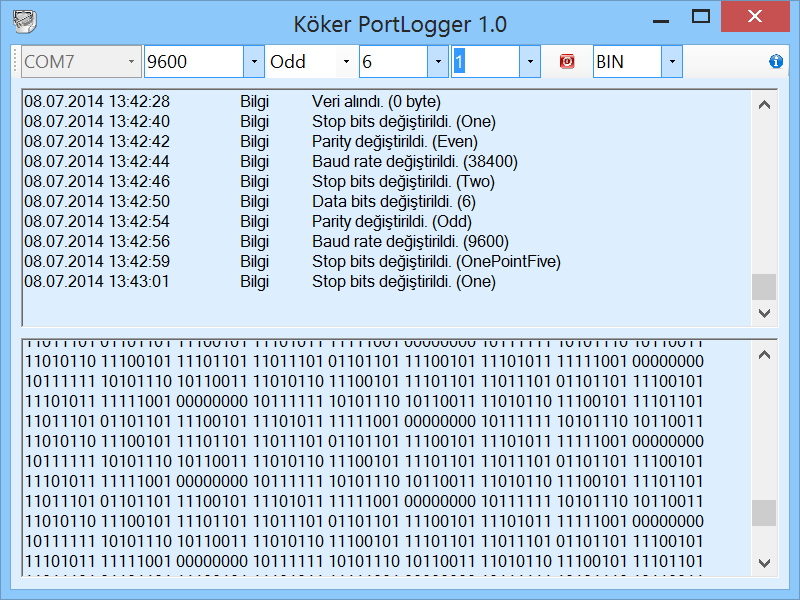 Köker PortLogger 1.0
COM7 9600 Odd 6 1 BIN
08.07.2014 13:42:28 Bilgi Veri alındı. (0 byte)
08.07.2014 13:42:40 Bilgi Stop bits değiştirildi. (One)
08.07.2014 13:42:42 Bilgi Parity değiştirildi. (Even)
08.07.2014 13:42:44 Bilgi Baud rate değiştirildi. (38400)
08.07.2014 13:42:46 Bilgi Stop bits değiştirildi. (Two)
08.07.2014 13:42:50 Bilgi Data bits değiştirildi. (6)
08.07.2014 13:42:54 Bilgi Parity değiştirildi. (Odd)
08.07.2014 13:42:56 Bilgi Baud rate değiştirildi. (9600)
08.07.2014 13:42:59 Bilgi Stop bits değiştirildi. (OnePointFive)
08.07.2014 13:43:01 Bilgi Stop bits değiştirildi. (One)
11011101 01101101 11100101 11101011 11111001 00000000 10111111 10101110 10110011
11010110 11100101 11101101 11011101 01101101 11100101 11101011 11111001 00000000
10111111 10101110 10110011 11010110 11100101 11101101 11011101 01101101 11100101
11101011 11111001 00000000 10111111 10101110 10110011 11010110 11100101 11101101
11011101 01101101 11100101 11101011 11111001 00000000 10111111 10101110 10110011
11010110 11100101 11101101 11011101 01101101 11100101 11101011 11111001 00000000
10111111 10101110 10110011 11010110 11100101 11101101 11011101 01101101 11100101
11101011 11111001 00000000 10111111 10101110 10110011 11010110 11100101 11101101
11011101 01101101 11100101 11101011 11111001 00000000 10111111 10101110 10110011
11010110 11100101 11101101 11011101 01101101 11100101 11101011 11111001 00000000
10111111 10101110 10110011 11010110 11100101 11101101 11011101 01101101 11100101
11101011 11111001 00000000 10111111 10101110 10110011 11010110 11100101 11101101